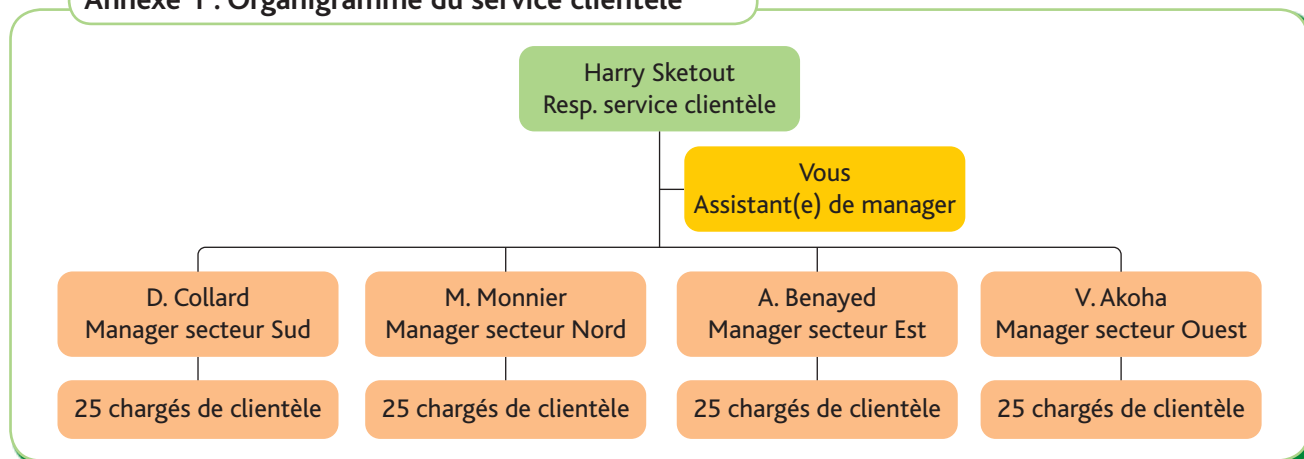 Annexe 1 : Organigramme du service clientèle
Harry Sketout
Resp. service clientèle
Vous
Assistant(e) de manager
D. Collard
Manager secteur Sud
M. Monnier
Manager secteur Nord
A. Benayed
Manager secteur Est
V. Akoha
Manager secteur Ouest
25 chargés de clientèle
25 chargés de clientèle
25 chargés de clientèle
25 chargés de clientèle